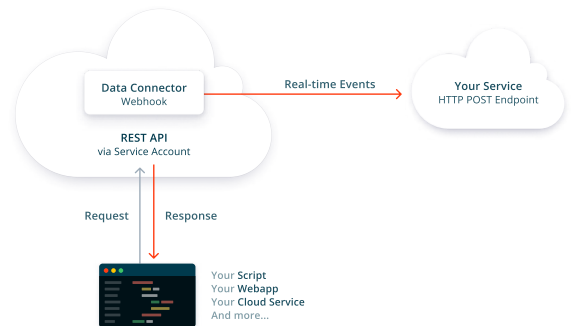 Data Connector
Webhook
Real-time Events
Your Service
HTTP POST Endpoint
REST API
via Service Account
Request
Response
Your Script
Your Webapp
Your Cloud Service
And more...